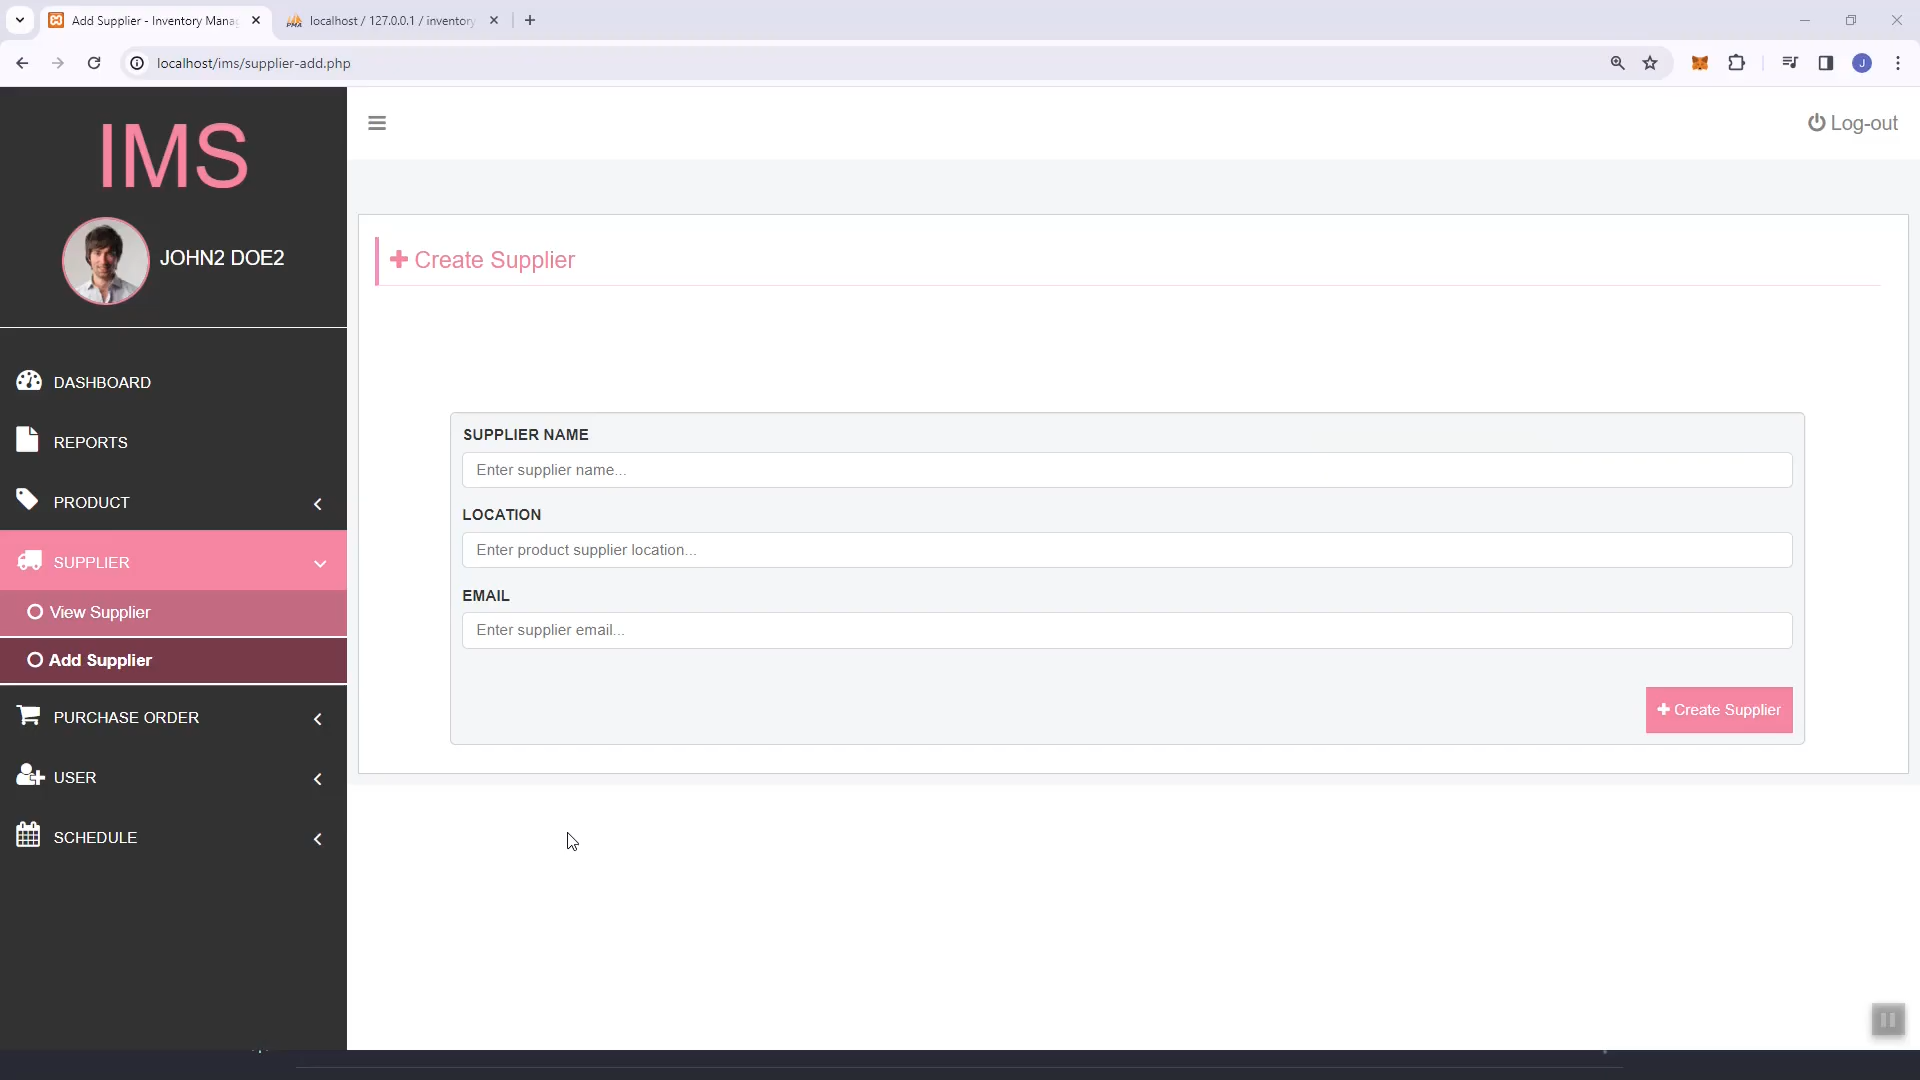 Add Supplier - Inventory Mana
localhost / 127.0.0.1 / inventory
localhost/ims/supplier-add.php
J
IMS
Log-out
JOHN2 DOE2
Create Supplier
DASHBOARD
REPORTS
PRODUCT
SUPPLIER
View Supplier
Add Supplier
PURCHASE ORDER
USER
SCHEDULE
SUPPLIER NAME
Enter supplier name...
LOCATION
Enter product supplier location...
EMAIL
Enter supplier email...
Create Supplier